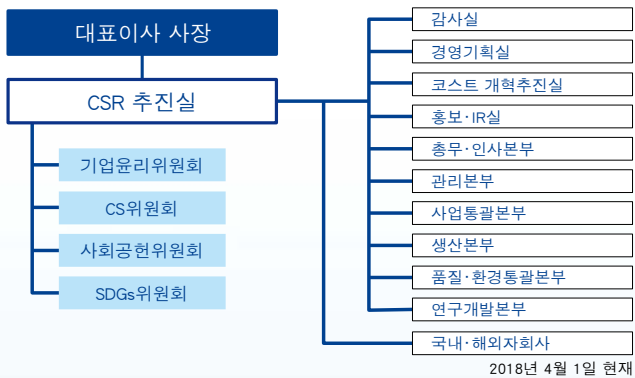 대표이사 사장
CSR 추진실
기업윤리위원회
CS위원회
사회공헌위원회
SDGs위원회
감사실
경영기획실
코스트 개혁추진실
홍보·IR실
총무·인사본부
관리본부
사업통괄본부
생산본부
품질·환경통괄본부
연구개발본부
국내·해외자회사
2018년 4월 1일 현재